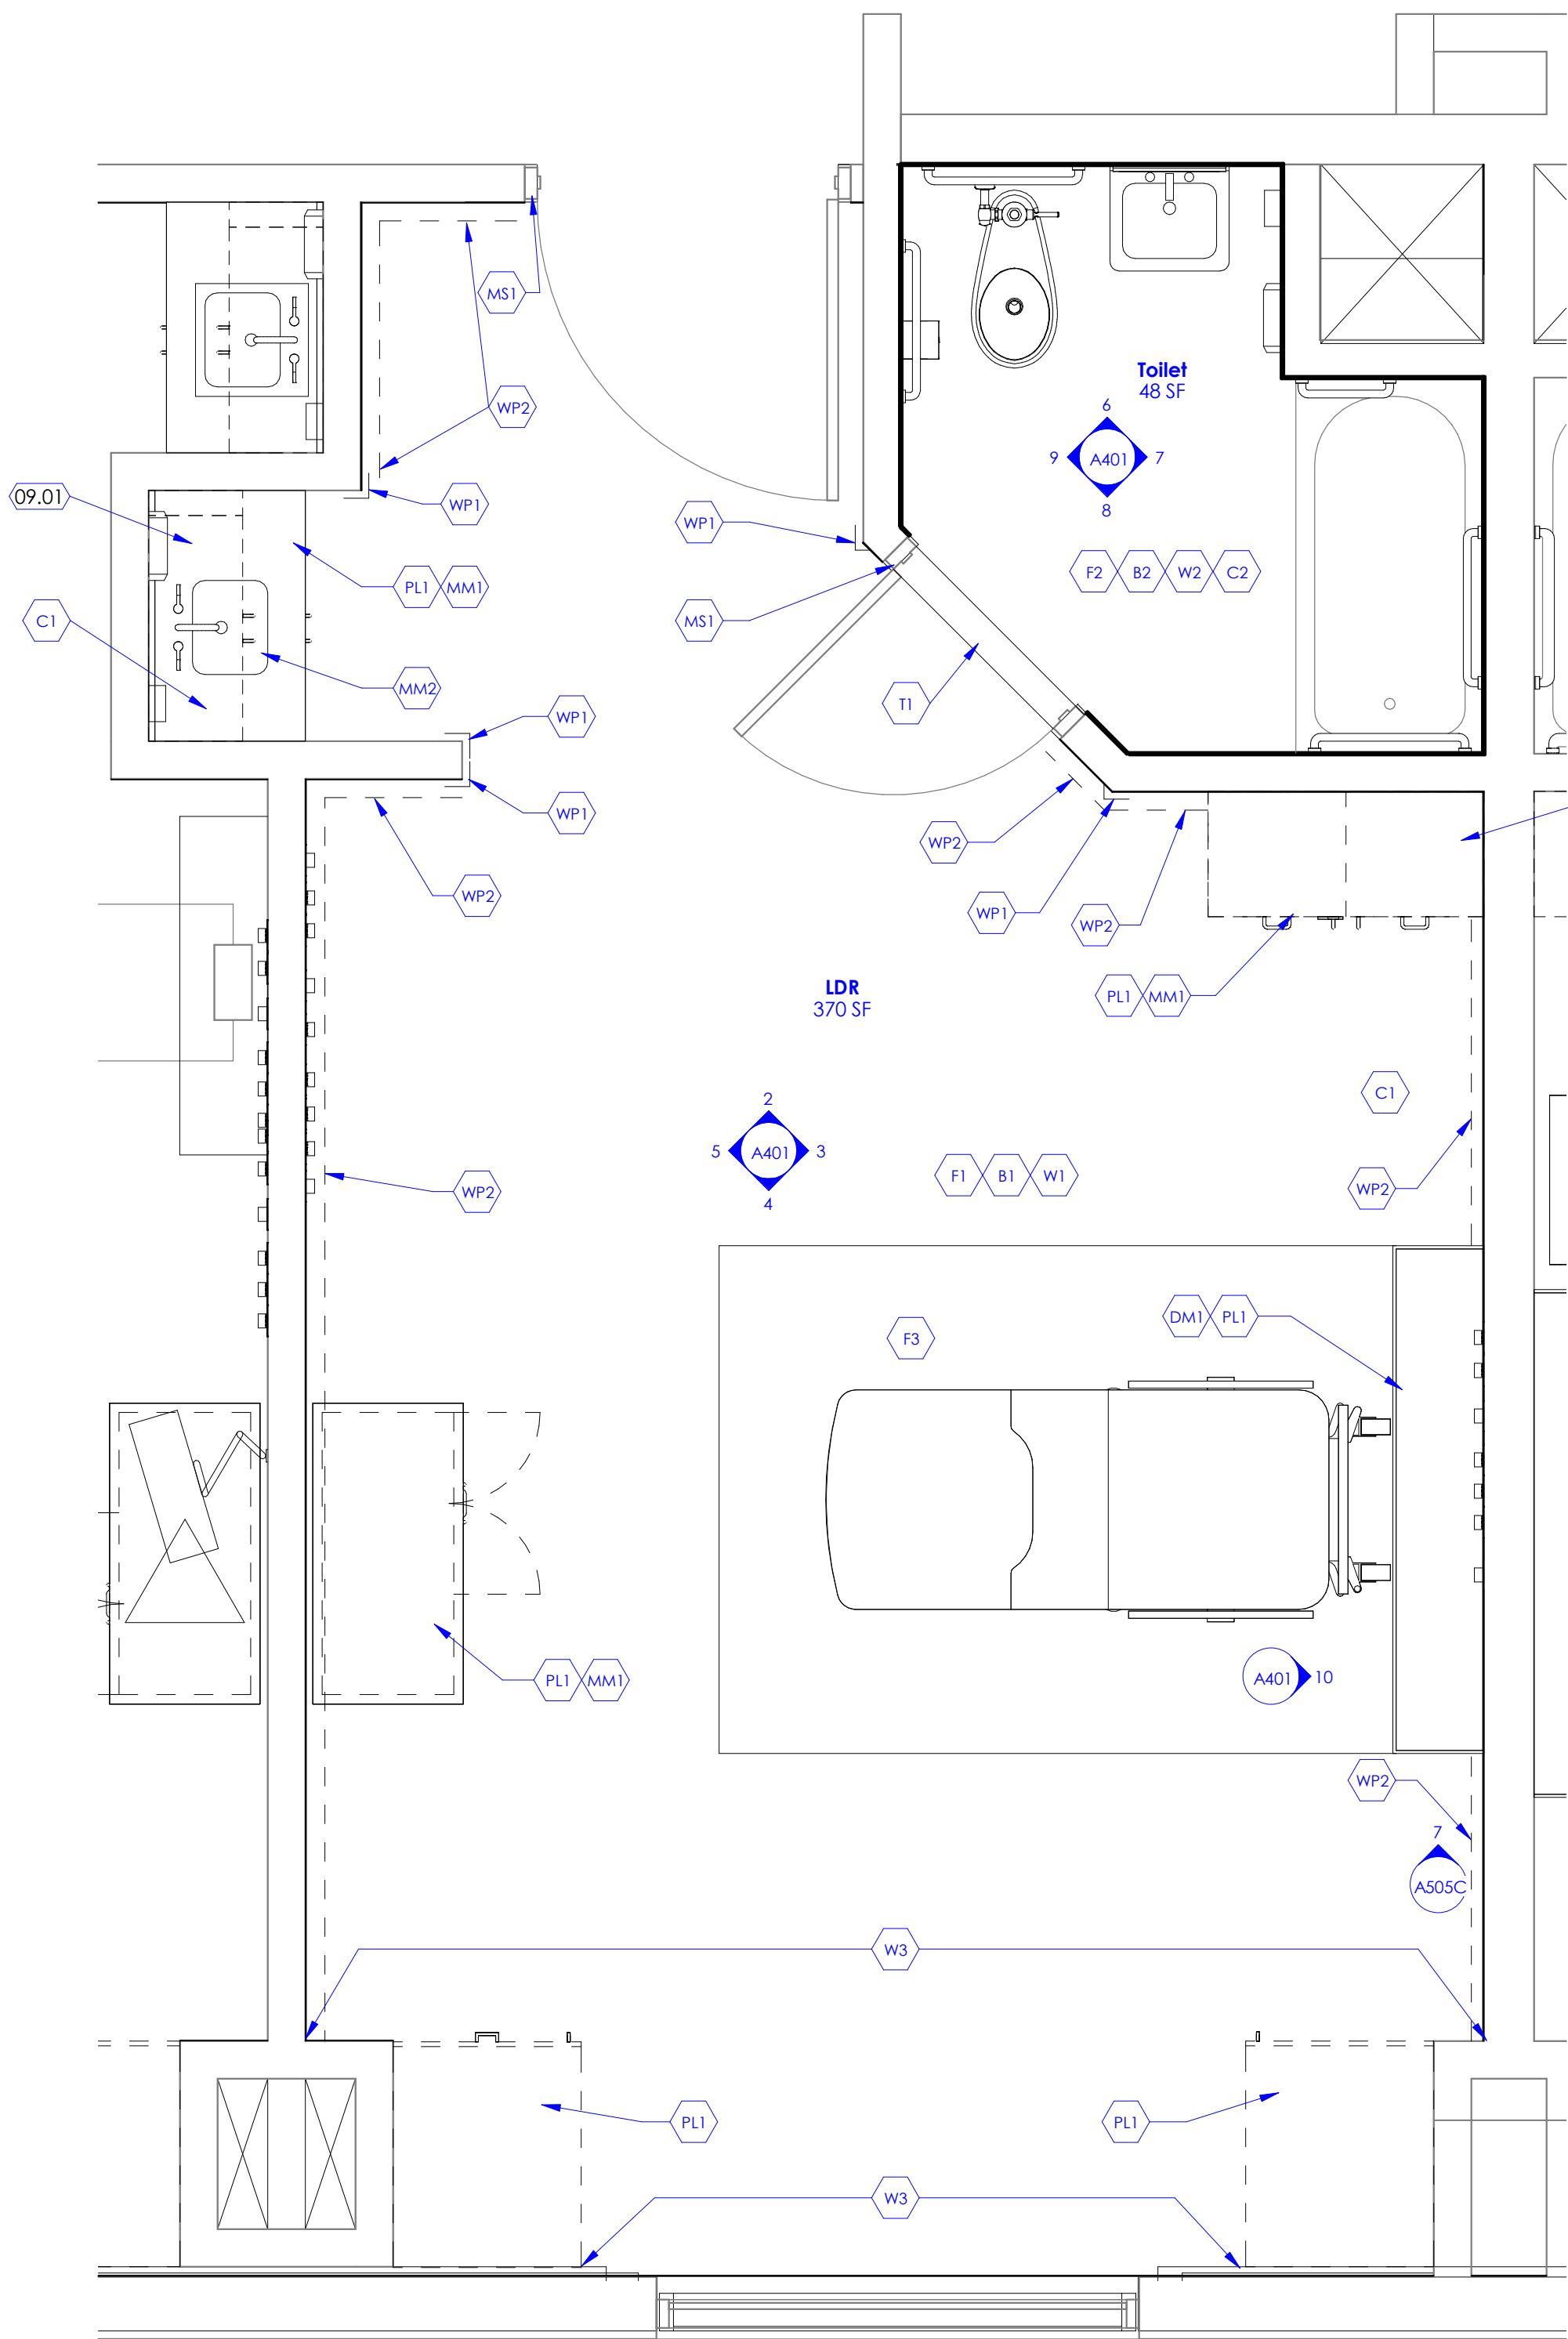 MS1
WP2
Toilet
48 SF
6
9 A401 7
8
09.01
WP1
WP1
F2 B2 W2 C2
PL1 MM1
C1
MS1
MM2
T1
WP1
WP1
WP2
WP2
WP1
WP2
LDR
370 SF
PL1 MM1
C1
2
5 A401 3
4
F1 B1 W1
WP2
WP2
DM1 PL1
F3
A401 10
PL1 MM1
WP2
7
A505C
W3
PL1
PL1
W3